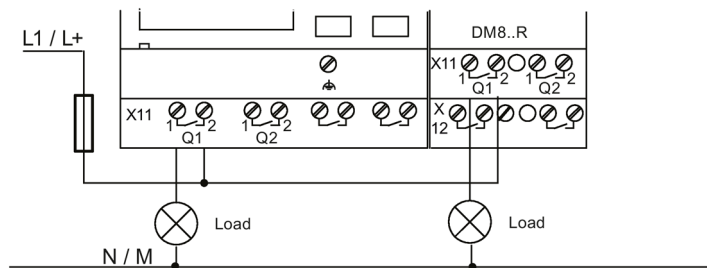 L1 / L+
DM8..R
X11
1 2 1 2
Q1 Q2
X11
1 2 1 2
Q1 Q2
X
12
Load
Load
N / M